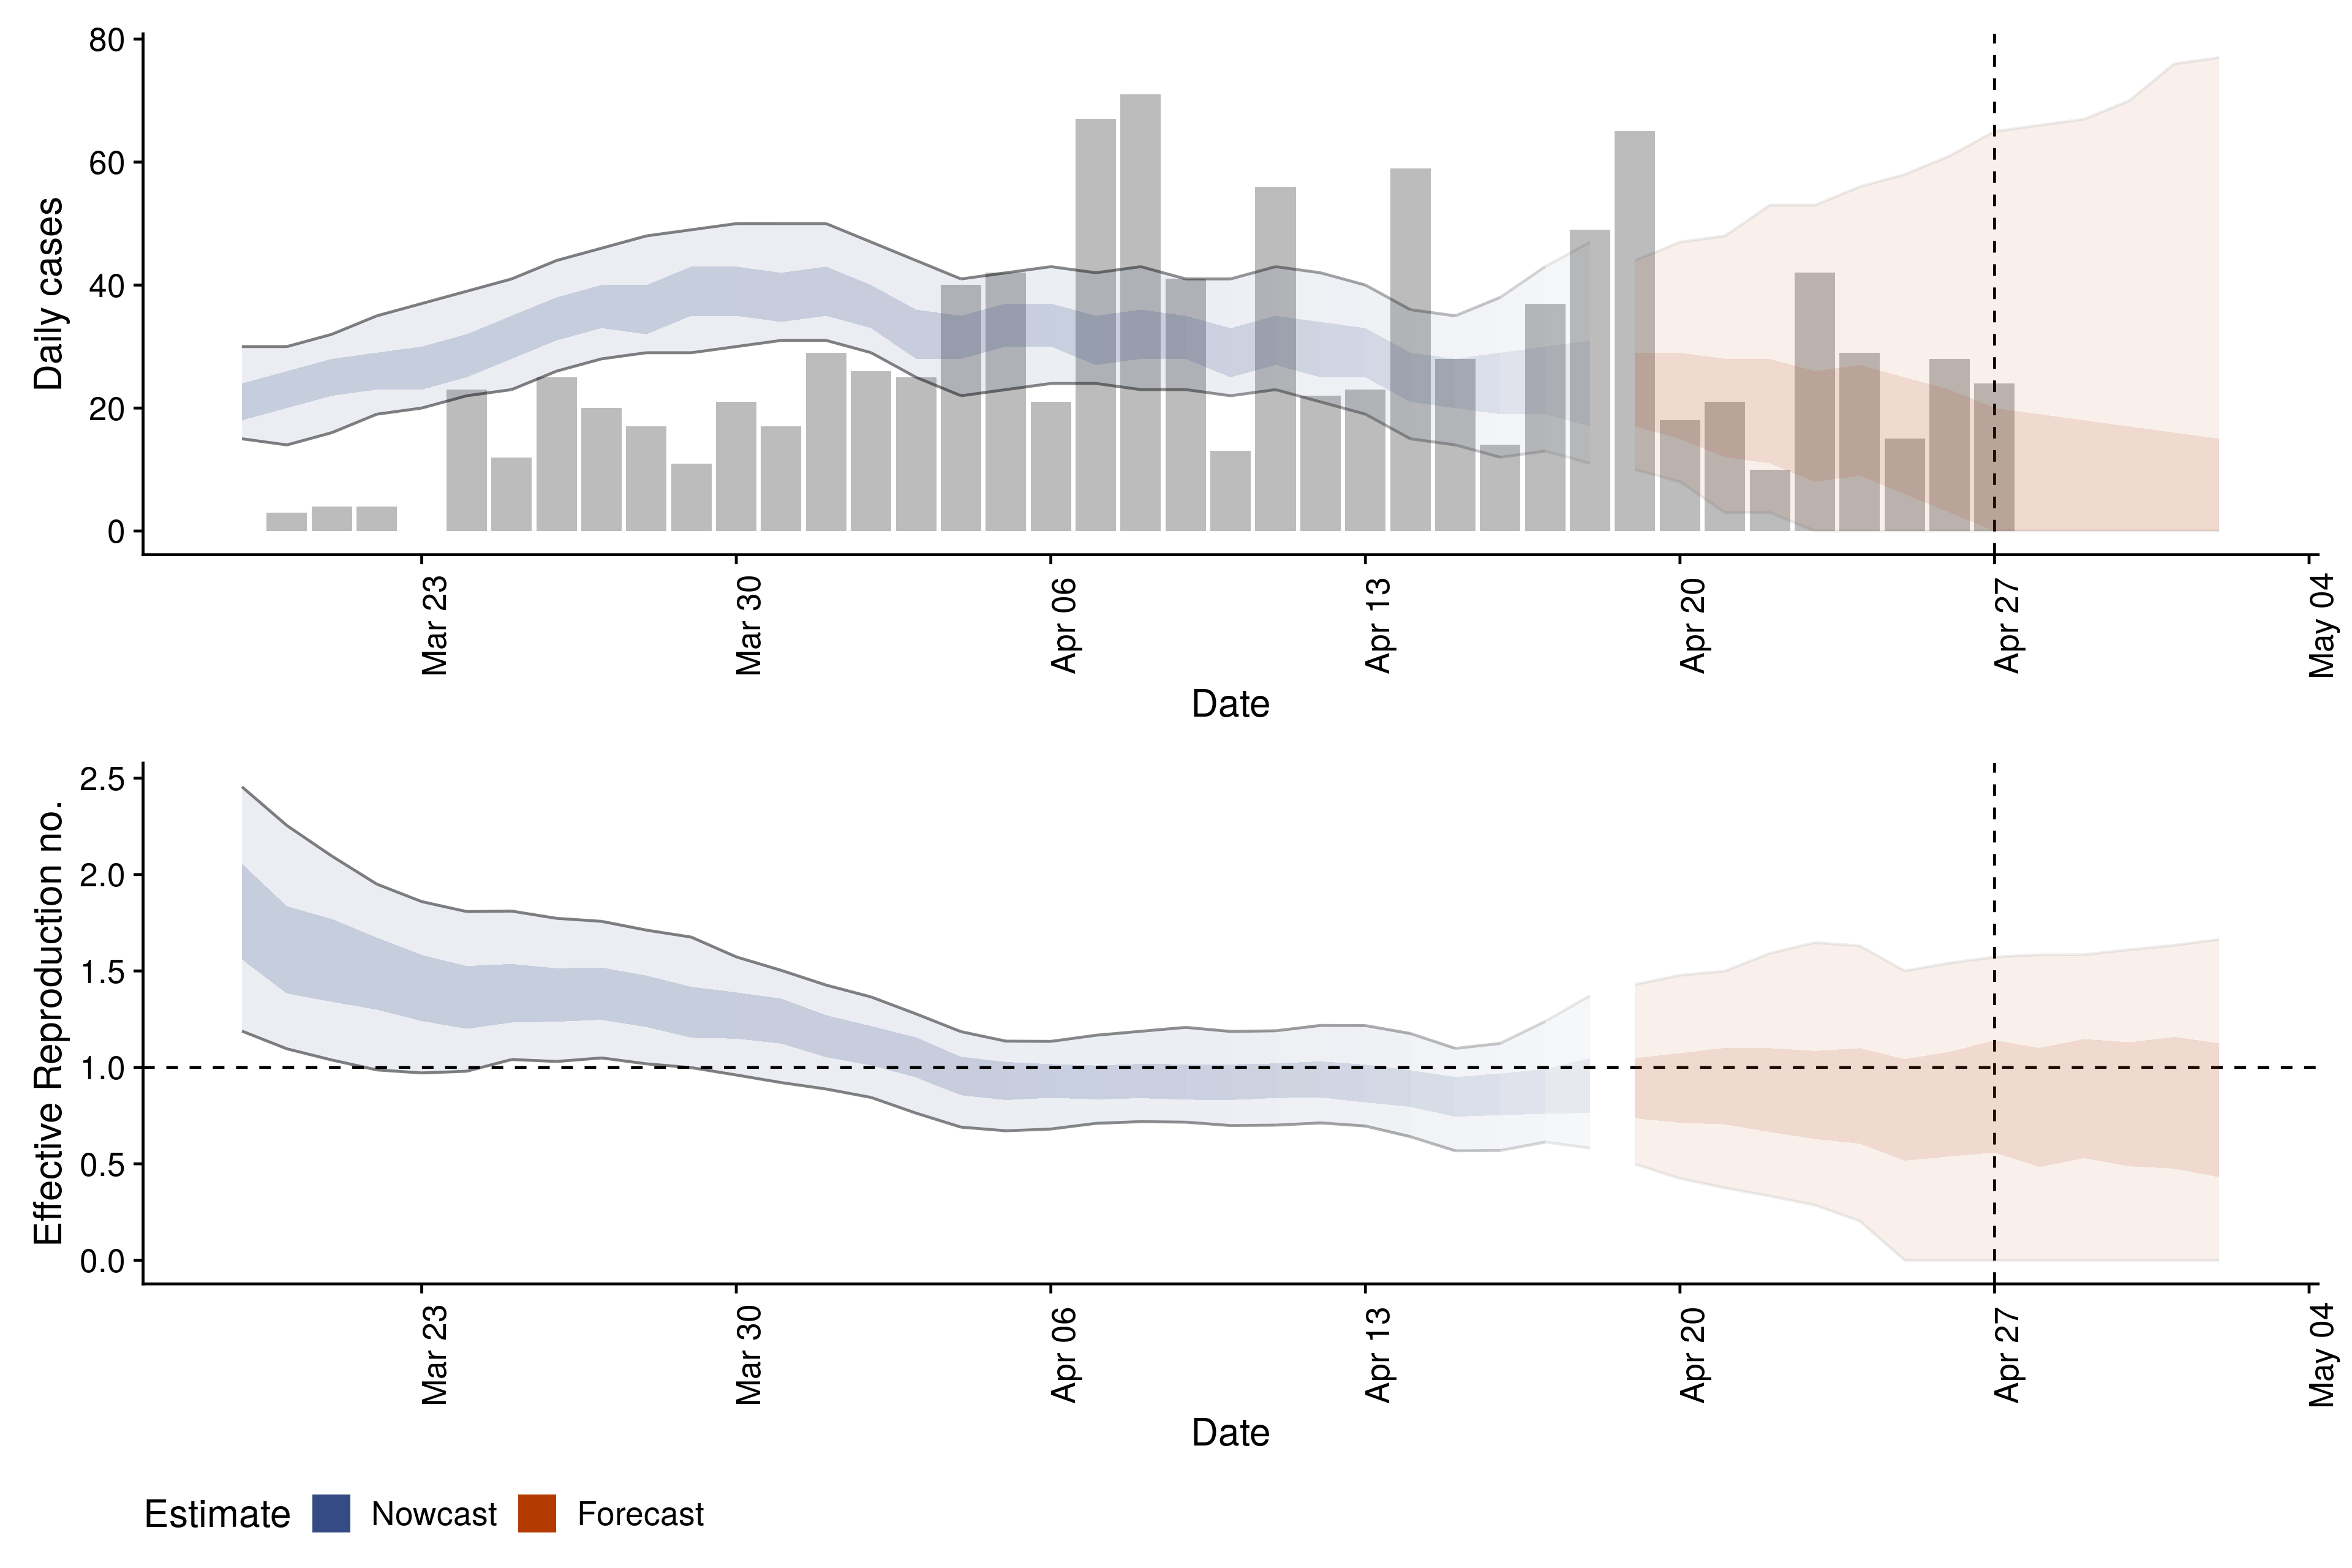 Daily cases
80
60
40
20
0
Mar 23
Mar 30
Apr 06
Apr 13
Apr 20
Apr 27
May 04
Date
Effective Reproduction no.
2.5
2.0
1.5
1.0
0.5
0.0
Mar 23
Mar 30
Apr 06
Apr 13
Apr 20
Apr 27
May 04
Date
Estimate Nowcast Forecast